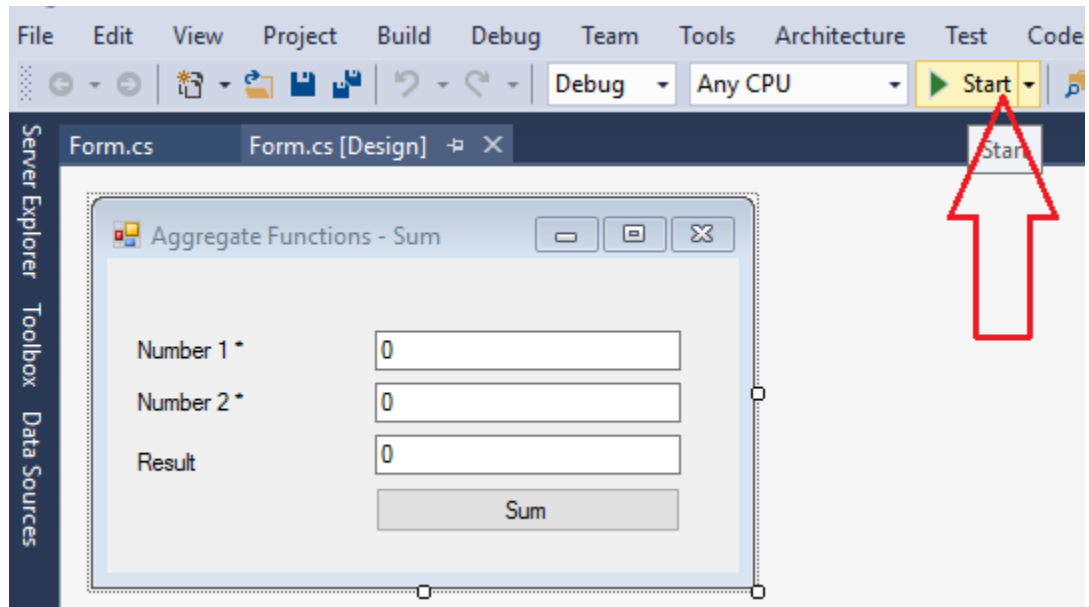 File Edit View Project Build Debug Team Tools Architecture Test Code
Debug Any CPU Start
Server Explorer
Toolbox
Data Sources
Form.cs Form.cs [Design]
Start
Aggregate Functions - Sum
Number 1 * 0
Number 2 * 0
Result 0
Sum